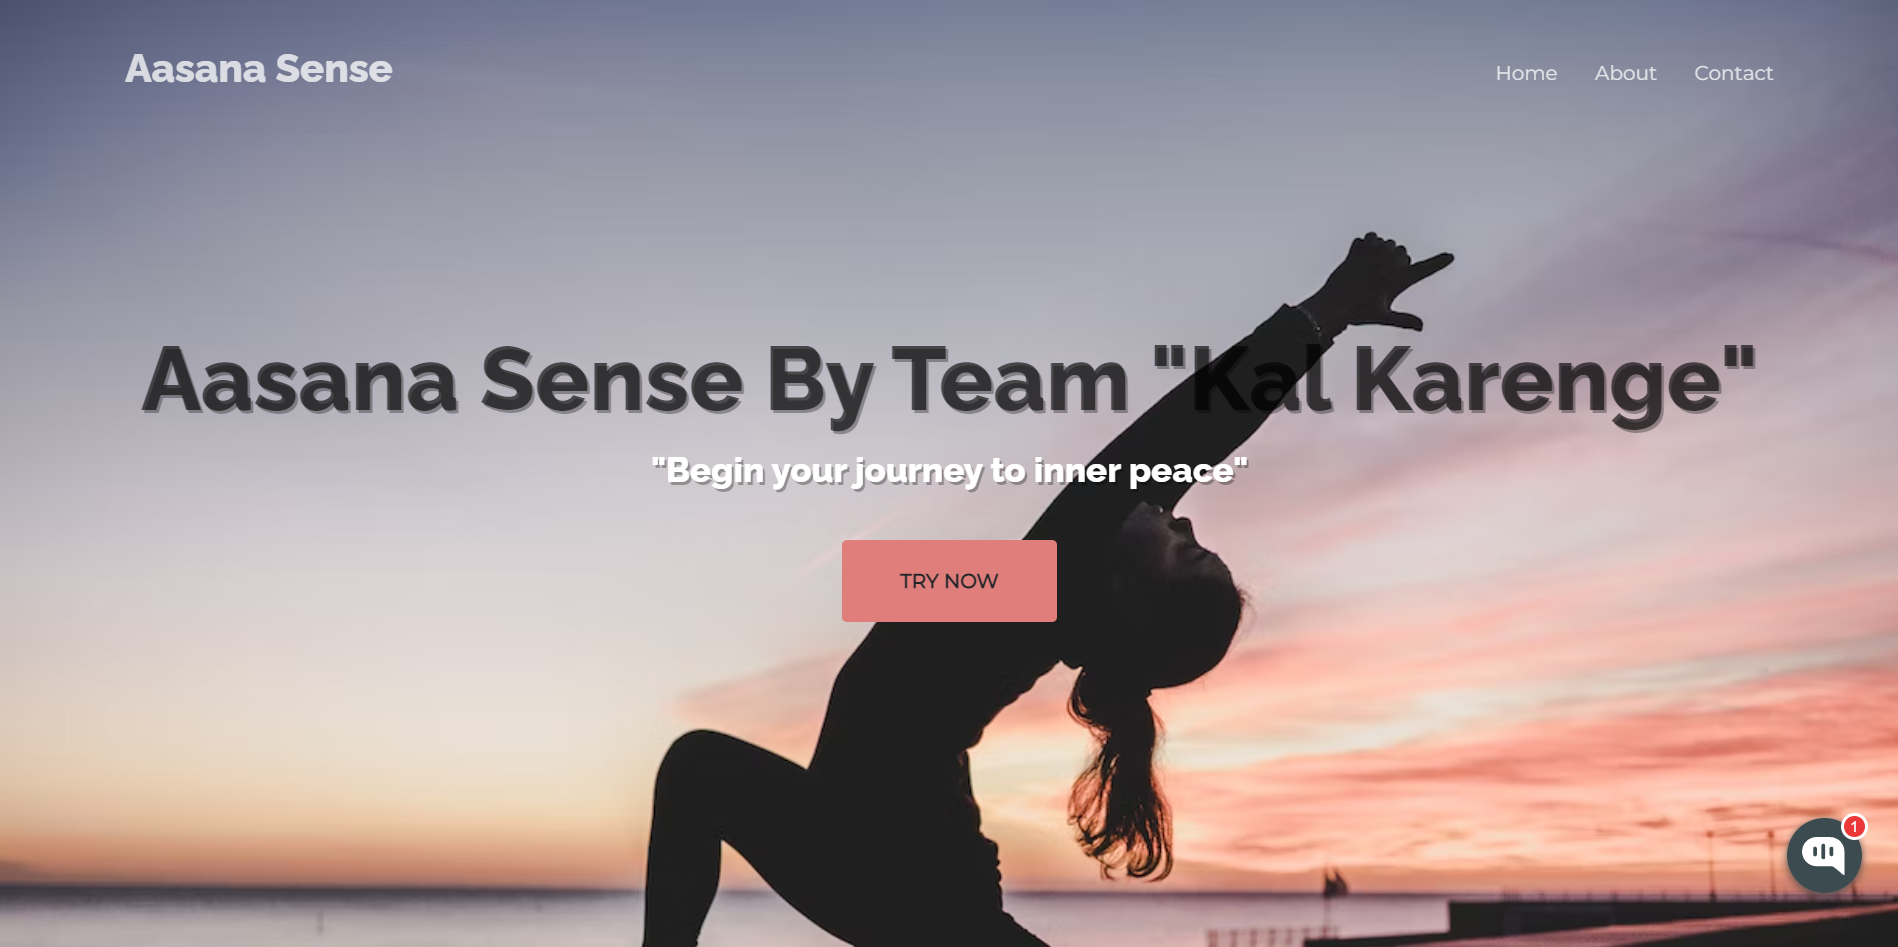 Aasana Sense
Home About Contact
Aasana Sense By Team "Kal Karenge"
"Begin your journey to inner peace"
TRY NOW
1